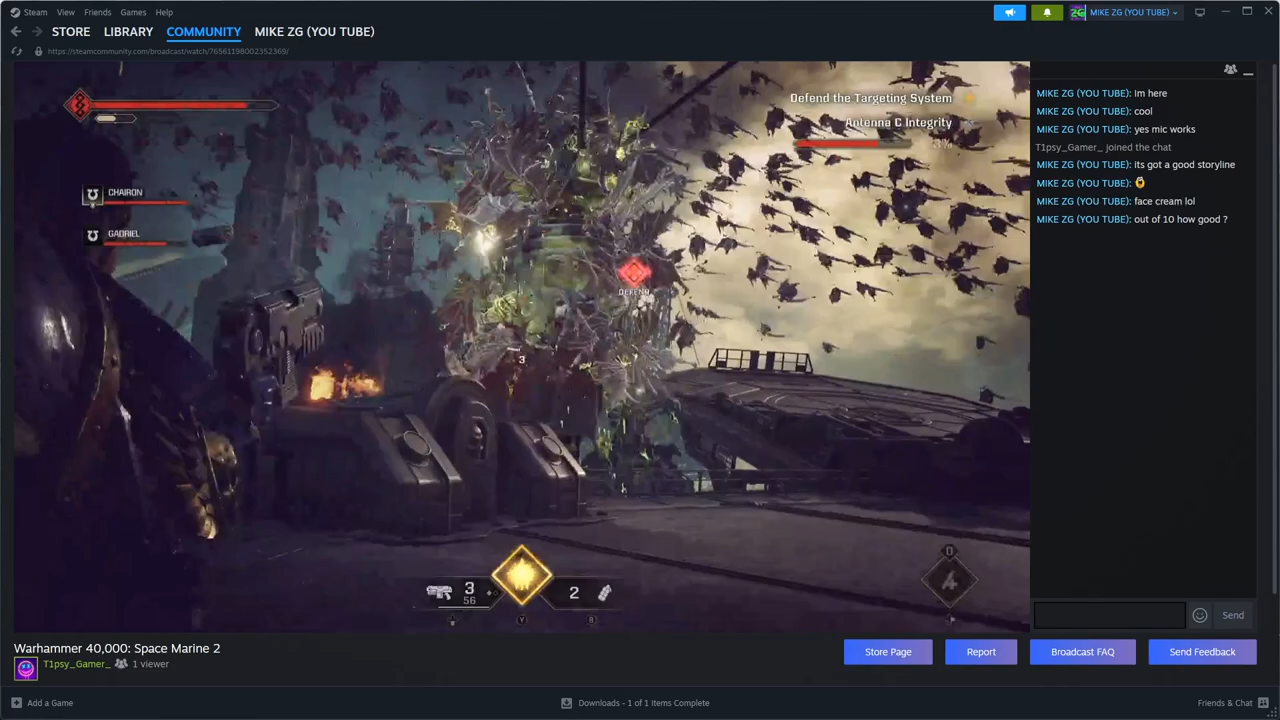 Steam View Friends Games Help
MIKE ZG (YOU TUBE)
STORE LIBRARY COMMUNITY MIKE ZG (YOU TUBE)
https://steamcommunity.com/broadcast/watch/76561198002352369/
Defend the Targeting System
Antenna C Integrity
CHAIRON
GADRIEL
DEFEND
3
3
56
2
Y
B
0
MIKE ZG (YOU TUBE): Im here
MIKE ZG (YOU TUBE): cool
MIKE ZG (YOU TUBE): yes mic works
T1psy_Gamer_ Joined the chat
MIKE ZG (YOU TUBE): its got a good storyline
MIKE ZG (YOU TUBE):
MIKE ZG (YOU TUBE): face cream lol
MIKE ZG (YOU TUBE): out of 10 how good ?
Send
Warhammer 40,000: Space Marine 2
T1psy_Gamer_ 1 viewer
Store Page Report Broadcast FAQ Send Feedback
Add a Game Downloads - 1 of 1 Items Complete Friends & Chat